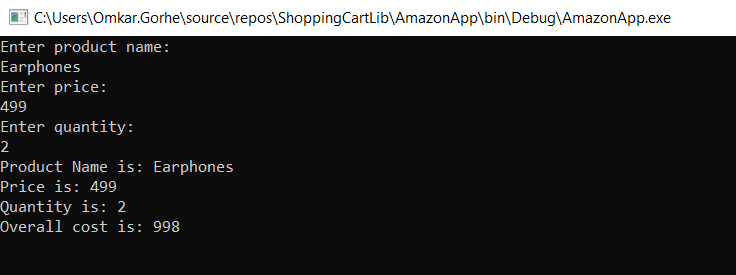 C:\Users\Omkar.Gorhe\source\repos\ShoppingCartLib\AmazonApp\bin\Debug\AmazonApp.exe
Enter product name:
Earphones
Enter price:
499
Enter quantity:
2
Product Name is: Earphones
Price is: 499
Quantity is: 2
Overall cost is: 998